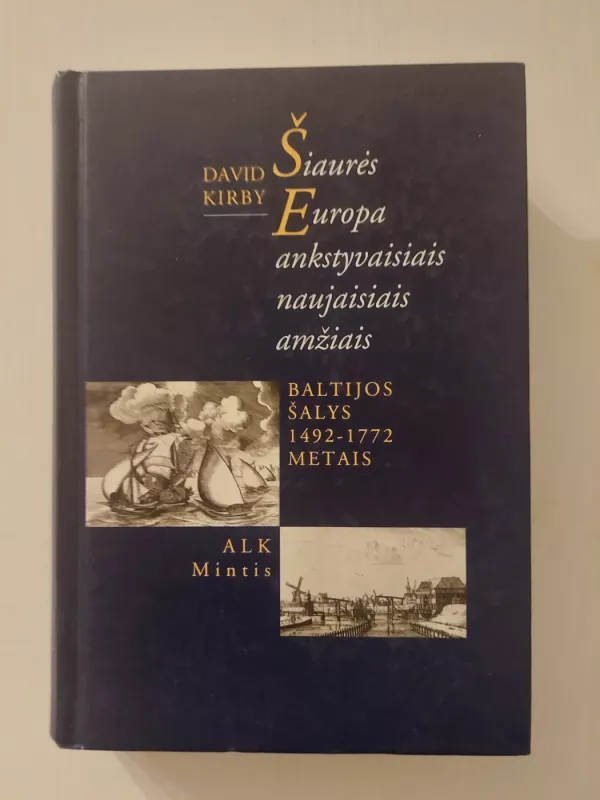 DAVID
KIRBY
Šiaurės
Europa
ankstyvaisiais
naujaisiais
amžiais
BALTIJOS
ŠALYS
1492-1772
METAIS
ALK
Mintis